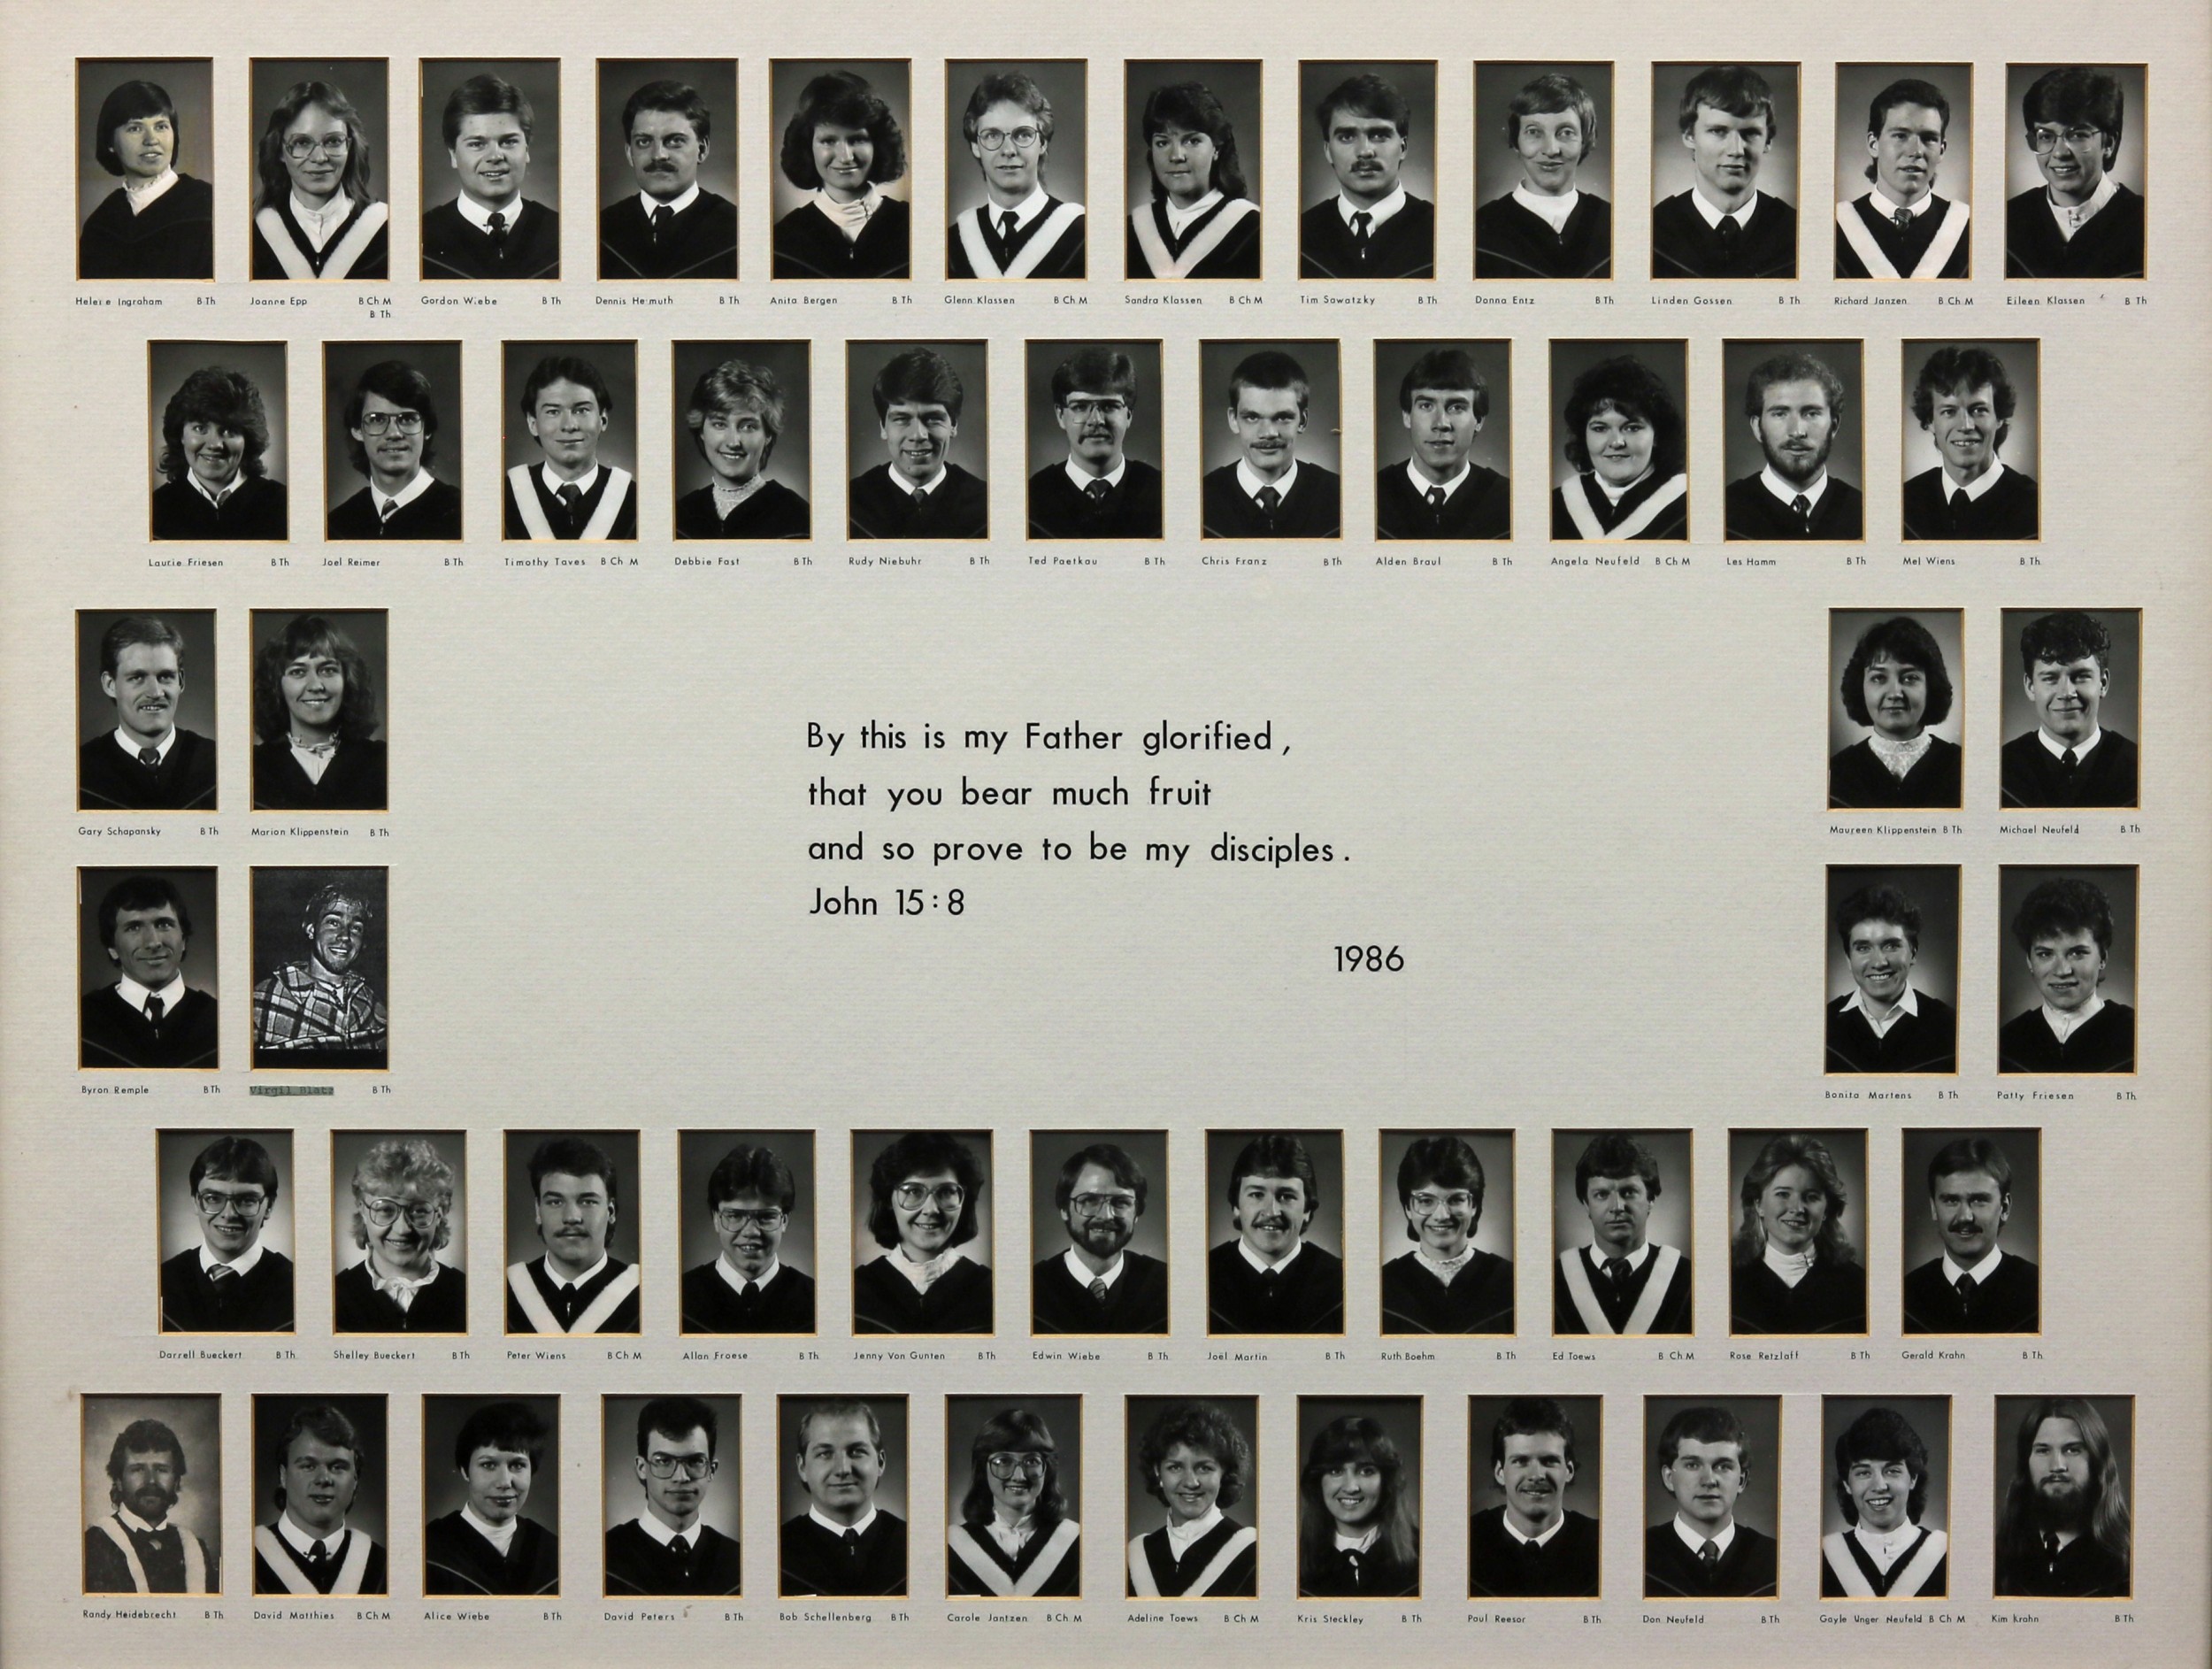 Helene Ingraham B Th
Joanne Epp B Ch M
B Th
Gordon Wiebe B Th
Dennis Helmuth B Th
Anita Bergen B Th
Glenn Klassen B Ch M
Sandra Klassen B Ch M
Tim Sawatzky B Th
Donna Entz B Th
Linden Gossen B Th
Richard Janzen B Ch M
Eileen Klassen B Th
Laurie Friesen B Th
Joel Reimer B Th
Timothy Taves B Ch M
Debbie Fast B Th
Rudy Niebuhr B Th
Ted Paetkau B Th
Chris Franz B Th
Alden Braul B Th
Angela Neufeld B Ch M
Les Hamm B Th
Mel Wiens B Th
Gary Schapansky B Th
Marion Klippenstein B Th
Maureen Klippenstein B Th
Michael Neufeld B Th
By this is my Father glorified,
that you bear much fruit
and so prove to be my disciples.
John 15:8
1986
Byron Remple B Th
Virgil Blatz B Th
Bonita Martens B Th
Patty Friesen B Th
Darrell Bueckert B Th
Shelley Bueckert B Th
Peter Wiens B Ch M
Allan Froese B Th
Jenny Von Gunten B Th
Edwin Wiebe B Th
Joël Martin B Th
Ruth Boehm B Th
Ed Toews B Ch M
Rose Retzlaff B Th
Gerald Krahn B Th
Randy Heidebrecht B Th
David Matthies B Ch M
Alice Wiebe B Th
David Peters B Th
Bob Schellenberg B Th
Carole Jantzen B Ch M
Adeline Toews B Ch M
Kris Steckley B Th
Paul Reesor B Th
Don Neufeld B Th
Gayle Unger Neufeld B Ch M
Kim Krahn B Th